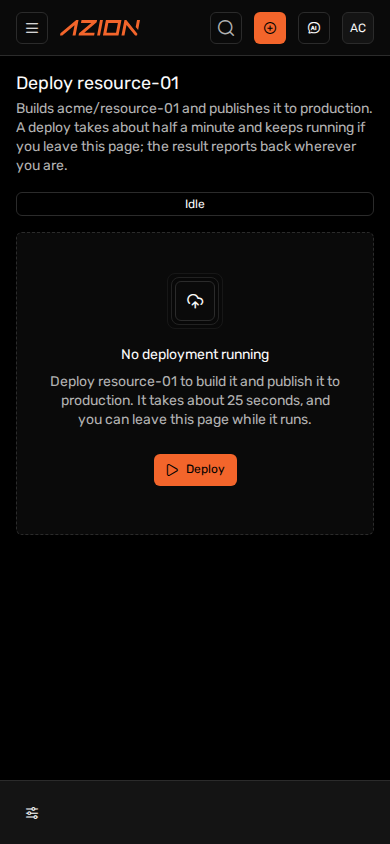 AZION
AI
AC
Deploy resource-01
Builds acme/resource-01 and publishes it to production.
A deploy takes about half a minute and keeps running if
you leave this page; the result reports back wherever
you are.
Idle
No deployment running
Deploy resource-01 to build it and publish it to
production. It takes about 25 seconds, and
you can leave this page while it runs.
Deploy